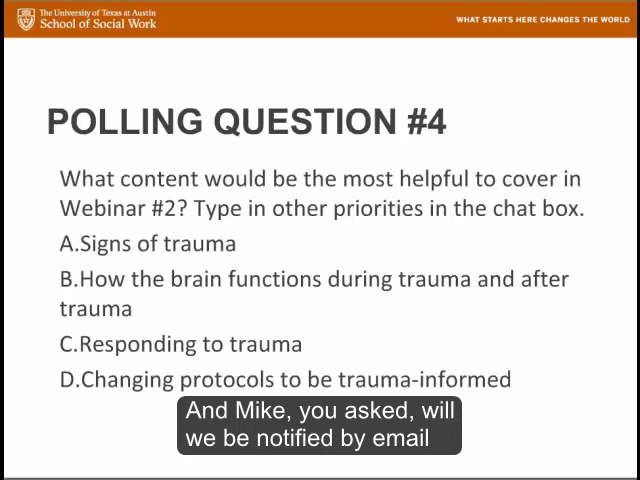 The University of Texas at Austin
School of Social Work
WHAT STARTS HERE CHANGES THE WORLD
POLLING QUESTION #4
What content would be the most helpful to cover in
Webinar #2? Type in other priorities in the chat box.
A.Signs of trauma
B.How the brain functions during trauma and after
trauma
C.Responding to trauma
D.Changing protocols to be trauma-informed
And Mike, you asked, will
we be notified by email